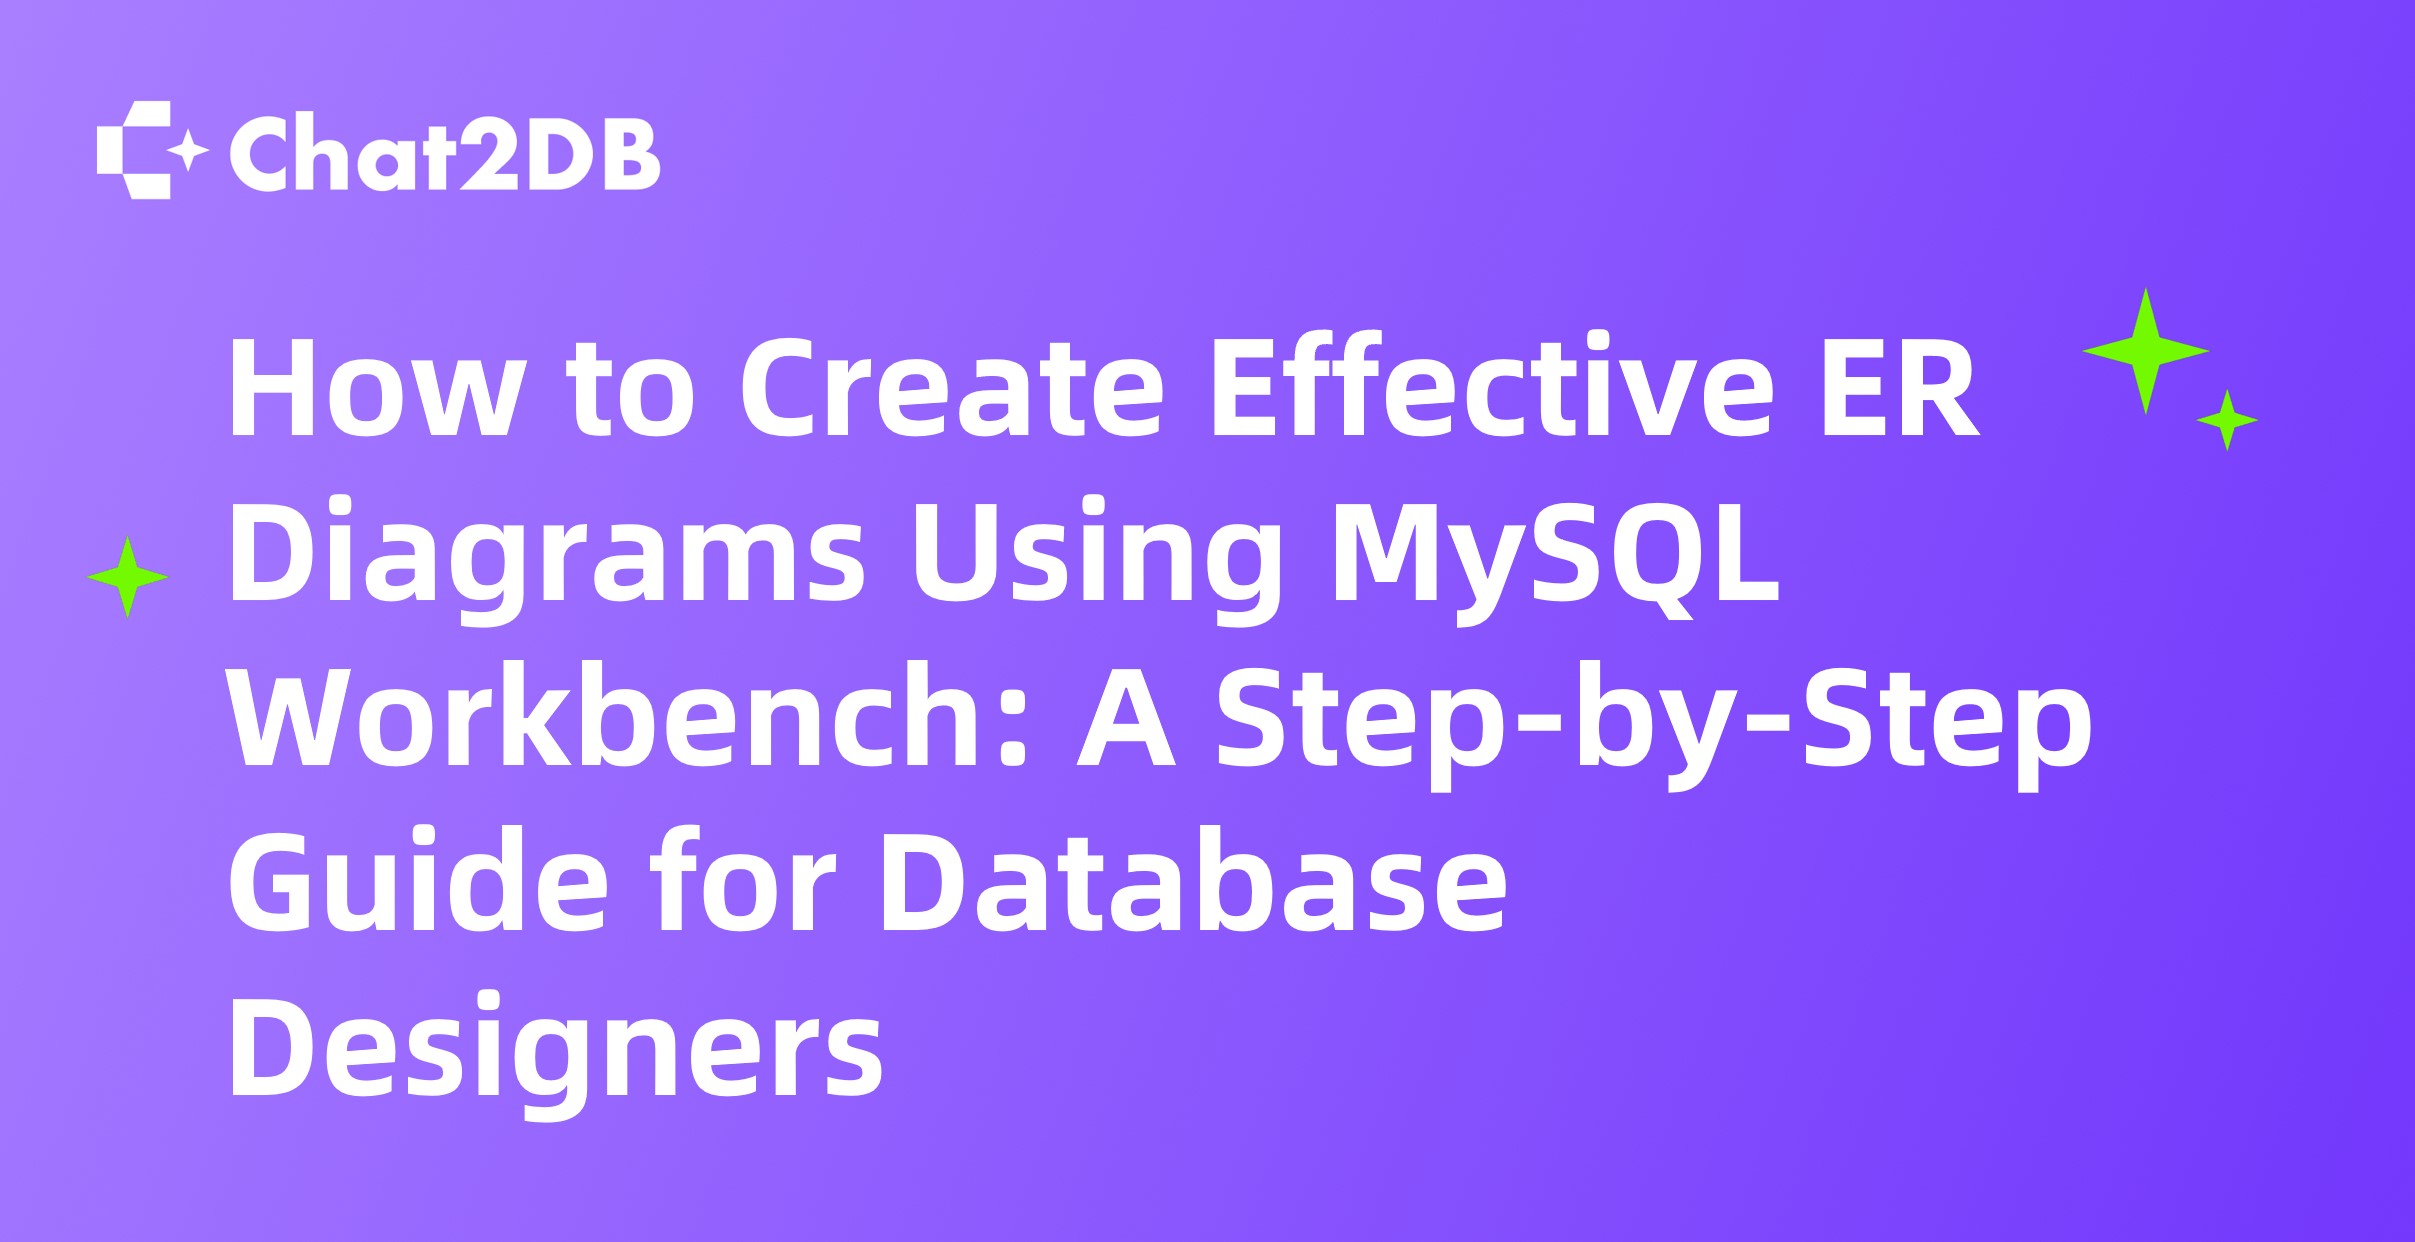 Chat2DB
How to Create Effective ER
Diagrams Using MySQL
Workbench: A Step-by-Step
Guide for Database
Designers